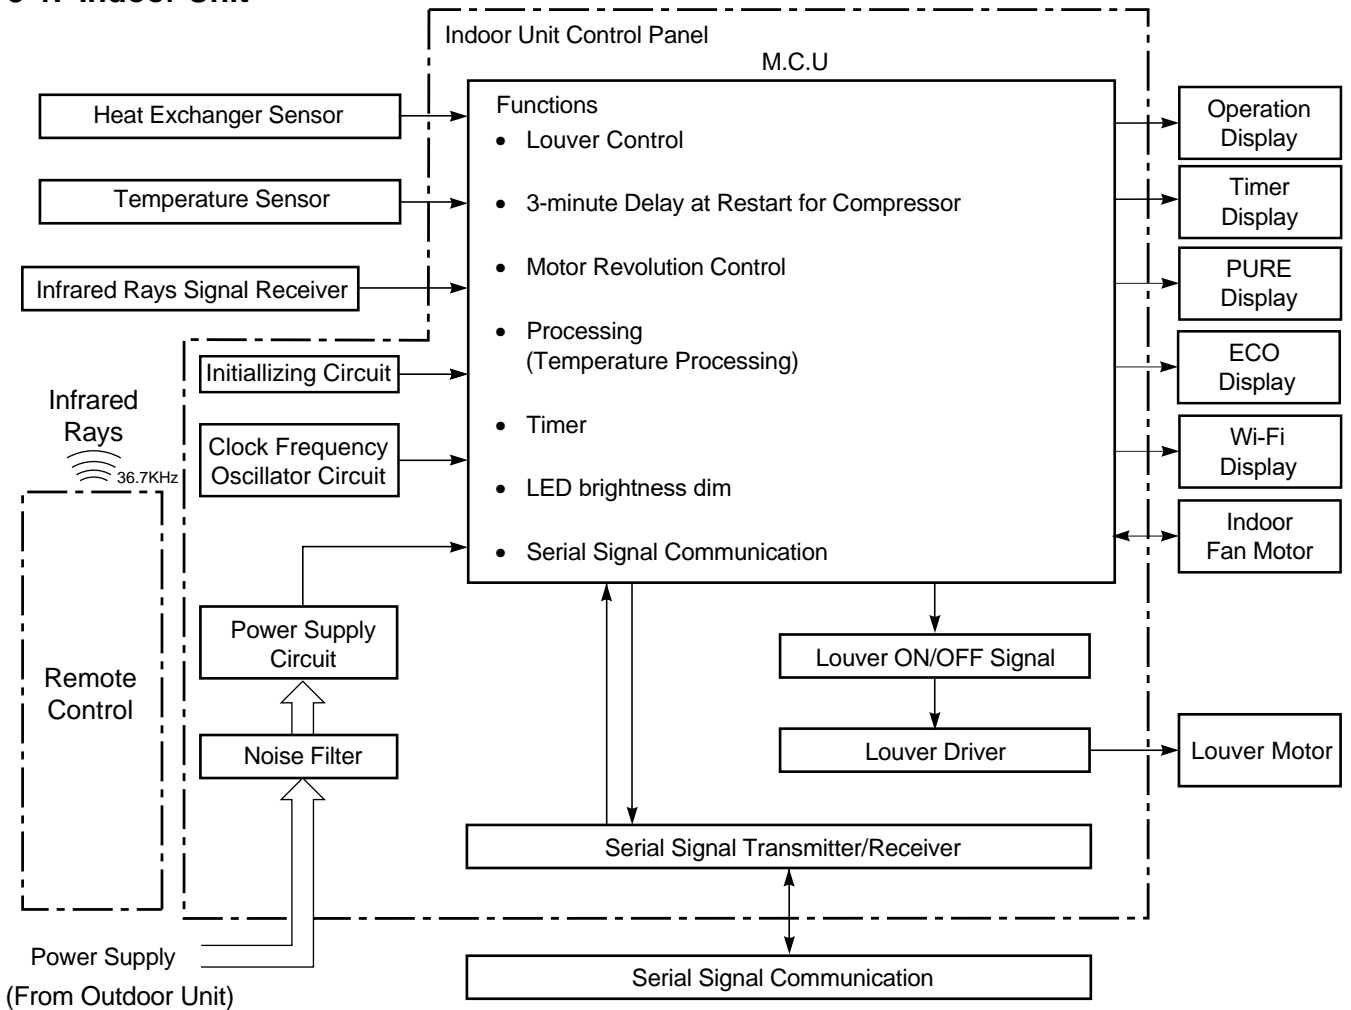 Indoor Unit Control Panel
M.C.U
Heat Exchanger Sensor
Temperature Sensor
Infrared Rays Signal Receiver
Initiallizing Circuit
Clock Frequency
Oscillator Circuit
Infrared
Rays
36.7KHz
Remote
Control
Power Supply
Circuit
Noise Filter
Power Supply
(From Outdoor Unit)
Functions
• Louver Control
• 3-minute Delay at Restart for Compressor
• Motor Revolution Control
• Processing
(Temperature Processing)
• Timer
• LED brightness dim
• Serial Signal Communication
Louver ON/OFF Signal
Louver Driver
Serial Signal Transmitter/Receiver
Serial Signal Communication
Operation
Display
Timer
Display
PURE
Display
ECO
Display
Wi-Fi
Display
Indoor
Fan Motor
Louver Motor